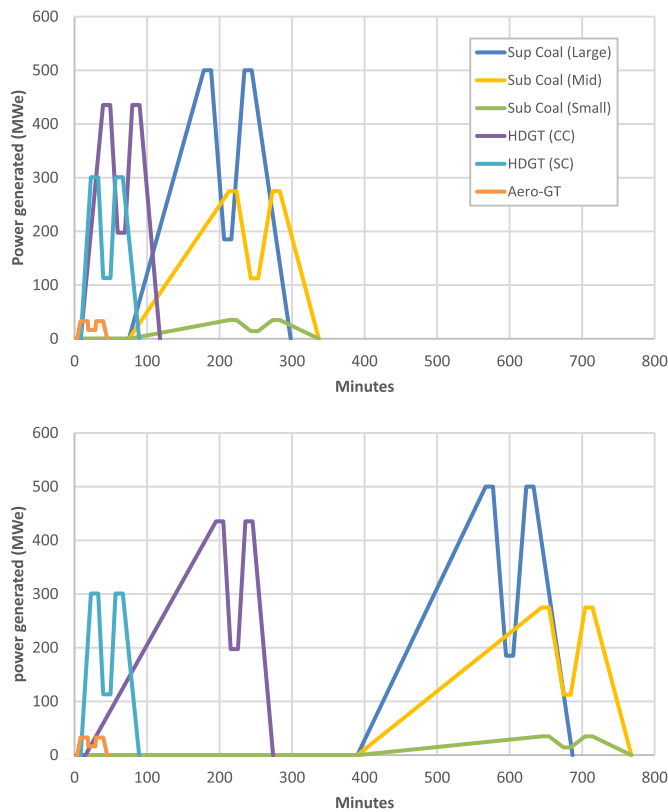 600
500
400
300
200
100
0
Power generated (MWe)
Sup Coal (Large)
Sub Coal (Mid)
Sub Coal (Small)
HDGT (CC)
HDGT (SC)
Aero-GT
0 100 200 300 400 500 600 700 800
Minutes
600
500
400
300
200
100
0
power generated (MWe)
0 100 200 300 400 500 600 700 800
Minutes